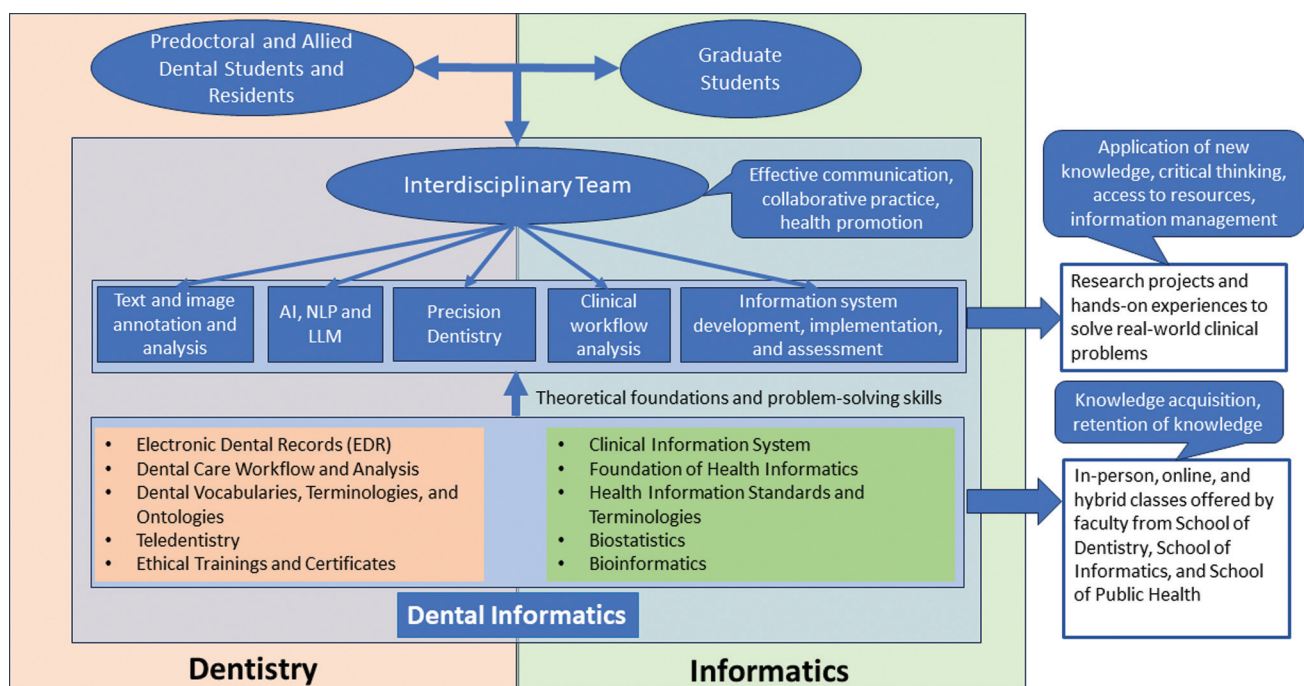 Predoctoral and Allied
Dental Students and
Residents
Graduate
Students
Interdisciplinary Team
Effective communication,
collaborative practice,
health promotion
Application of new
knowledge, critical thinking,
access to resources,
information management
Text and image
annotation and
analysis
AI, NLP and
LLM
Precision
Dentistry
Clinical
workflow
analysis
Information system
development, implementation,
and assessment
Research projects and
hands-on experiences to
solve real-world clinical
problems
Theoretical foundations and problem-solving skills
Knowledge acquisition,
retention of knowledge
• Electronic Dental Records (EDR)
• Dental Care Workflow and Analysis
• Dental Vocabularies, Terminologies, and
Ontologies
• Teledentistry
• Ethical Trainings and Certificates
• Clinical Information System
• Foundation of Health Informatics
• Health Information Standards and
Terminologies
• Biostatistics
• Bioinformatics
In-person, online, and
hybrid classes offered by
faculty from School of
Dentistry, School of
Informatics, and School
of Public Health
Dental Informatics
Dentistry
Informatics